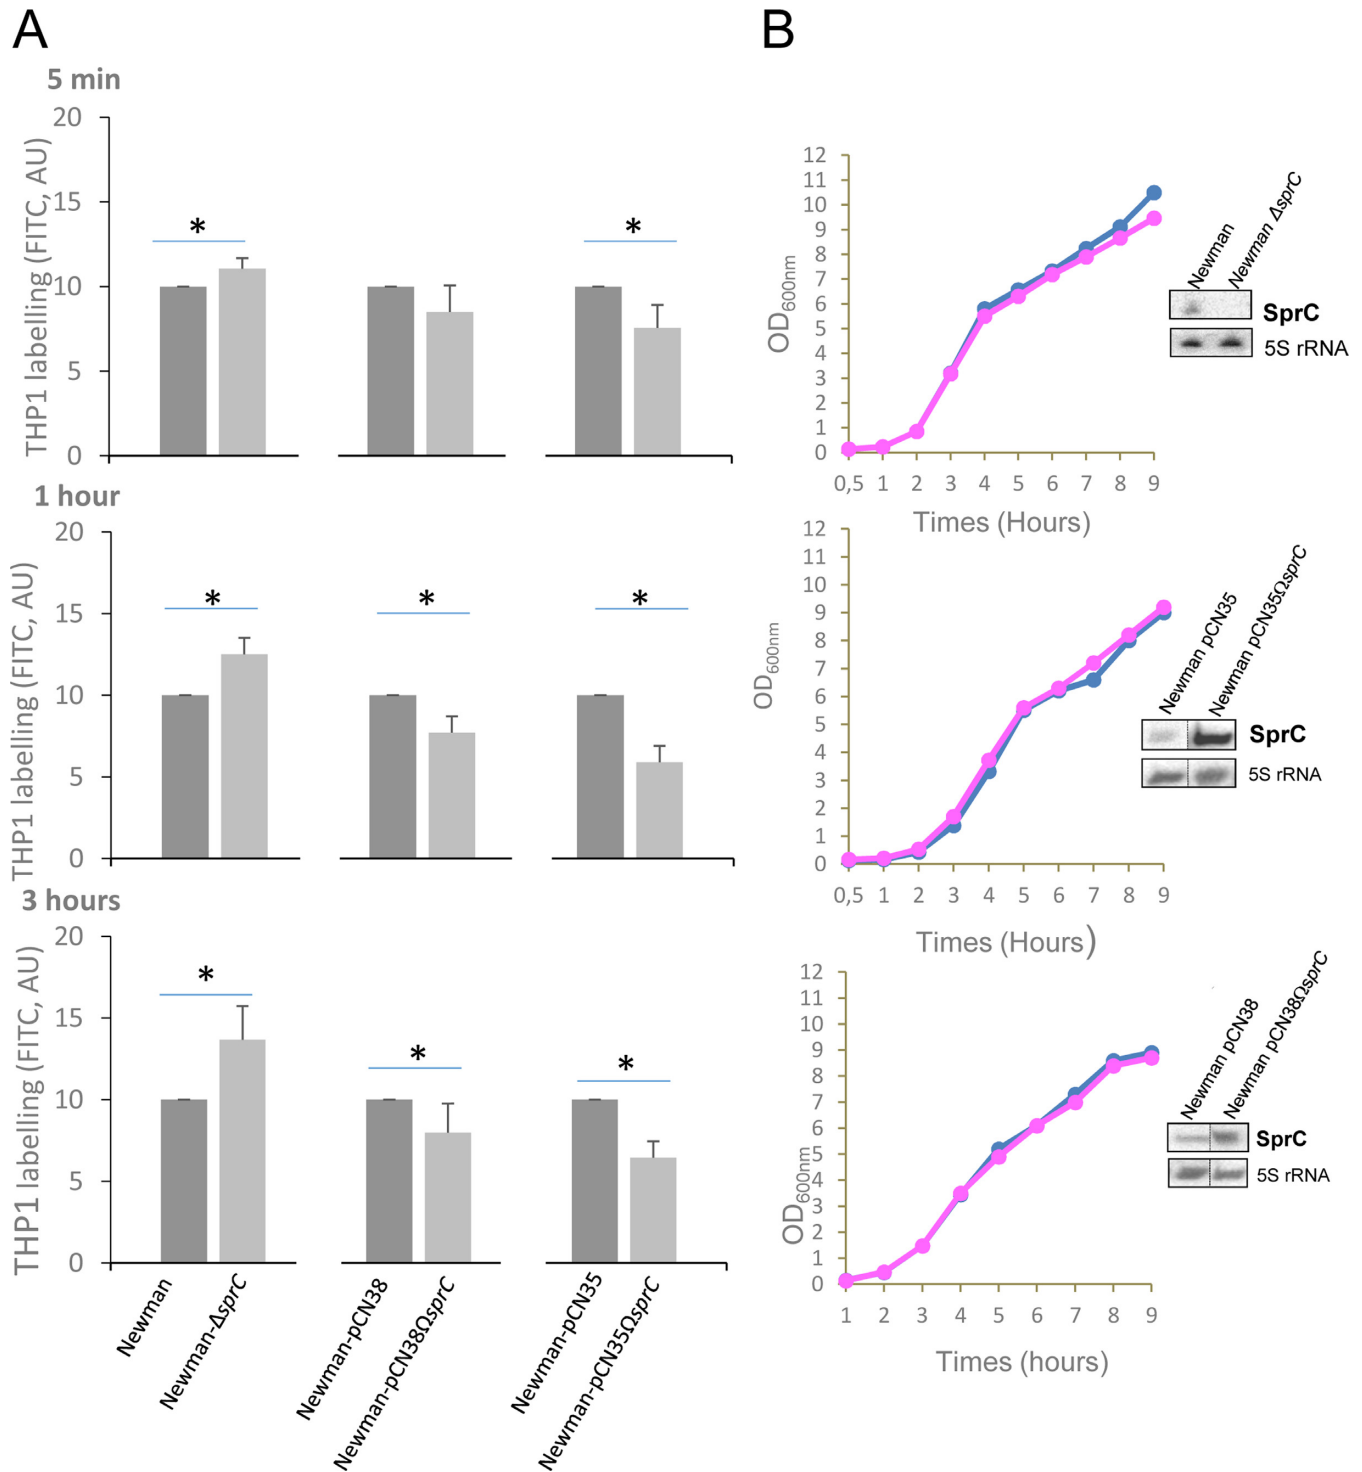 A
5 min
THP1 labelling (FITC, AU)
20
15
10
5
0
*
*
1 hour
THP1 labelling (FITC, AU)
20
15
10
5
0
*
*
*
3 hours
THP1 labelling (FITC, AU)
20
15
10
5
0
*
*
*
Newman
Newman-ΔsprC
Newman-pCN38
Newman-pCN38ΩsprC
Newman-pCN35
Newman-pCN35ΩsprC
B
OD600nm
12
11
10
9
8
7
6
5
4
3
2
1
0
0,5 1 2 3 4 5 6 7 8 9
Times (Hours)
Newman
Newman ΔsprC
SprC
5S rRNA
OD600nm
12
11
10
9
8
7
6
5
4
3
2
1
0
0,5 1 2 3 4 5 6 7 8 9
Times (Hours)
Newman pCN35
Newman pCN35ΩsprC
SprC
5S rRNA
OD600nm
12
11
10
9
8
7
6
5
4
3
2
1
0
1 2 3 4 5 6 7 8 9
Times (hours)
Newman pCN38
Newman pCN38ΩsprC
SprC
5S rRNA